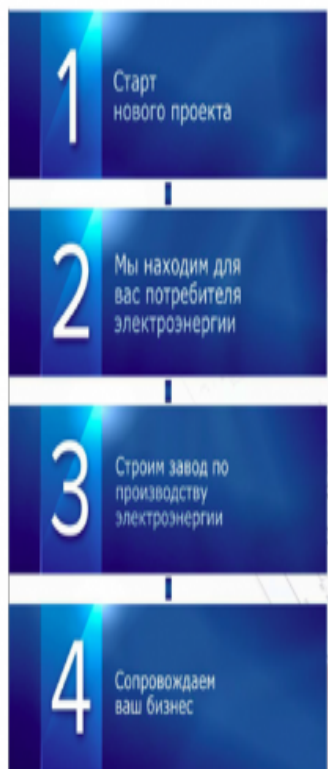 1
Старт
нового проекта
2
Мы находим для
вас потребителя
электроэнергии
3
Строим завод по
производству
электроэнергии
4
Сопровождаем
ваш бизнес